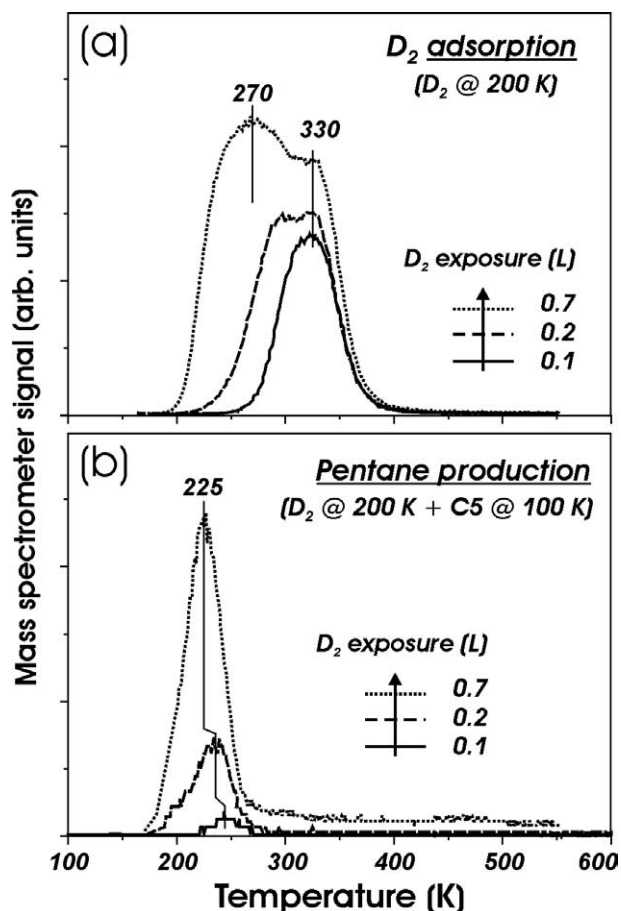 (a)
D₂ adsorption
(D₂ @ 200 K)
270
330
D₂ exposure (L)
0.7
0.2
0.1
Mass spectrometer signal (arb. units)
(b)
Pentane production
(D₂ @ 200 K + C5 @ 100 K)
225
D₂ exposure (L)
0.7
0.2
0.1
100 200 300 400 500 600
Temperature (K)